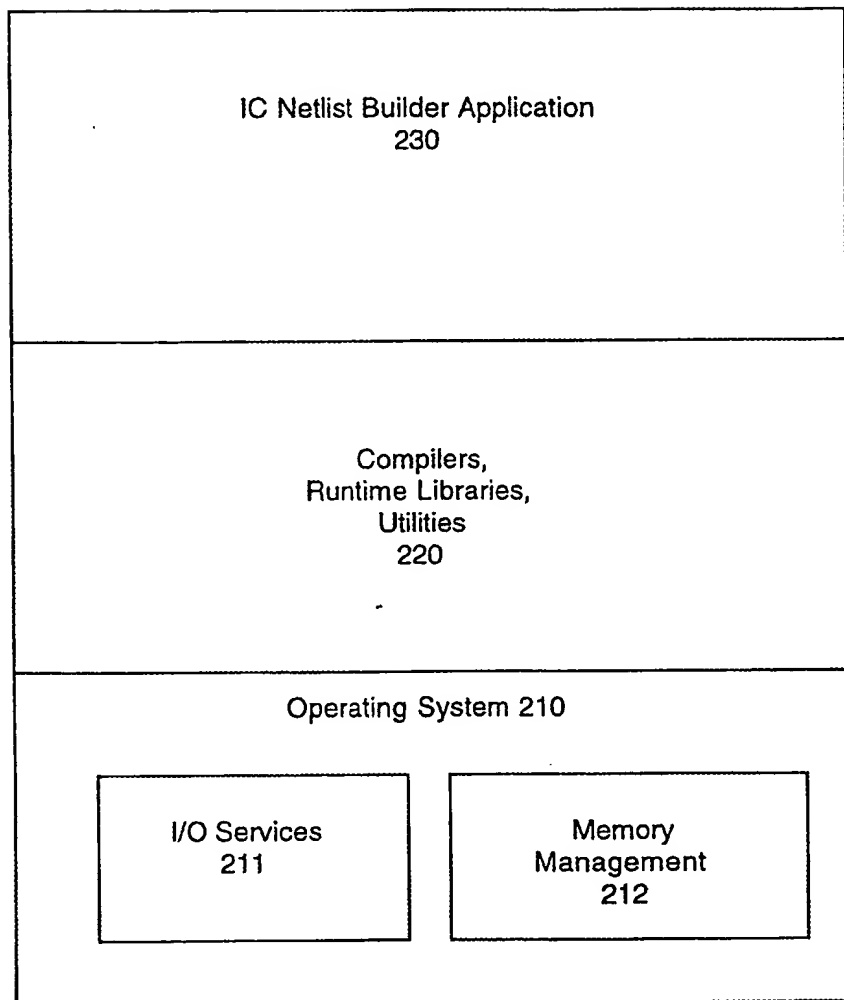 IC Netlist Builder Application
230
Compilers,
Runtime Libraries,
Utilities
220
Operating System 210
I/O Services
211
Memory
Management
212